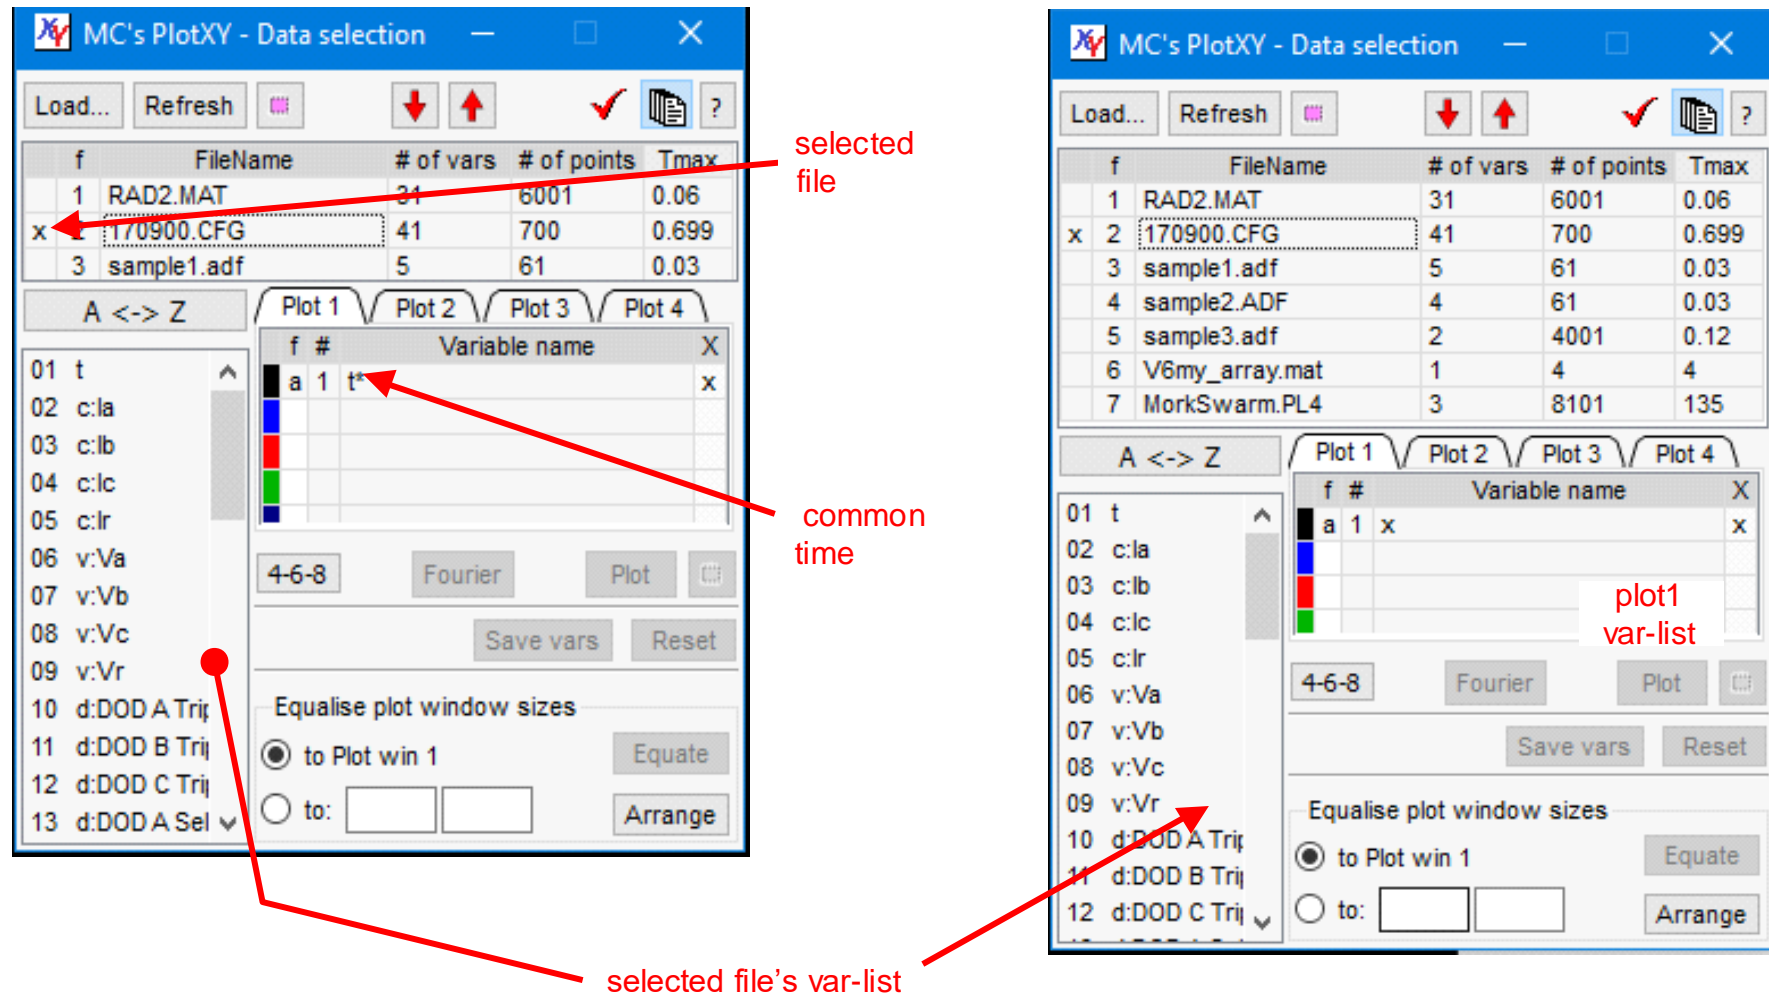 MC's PlotXY - Data selection
Load... Refresh ?
f FileName # of vars # of points Tmax
1 RAD2.MAT 31 6001 0.06
x 2 170900.CFG 41 700 0.699
3 sample1.adf 5 61 0.03
A <-> Z
Plot 1 Plot 2 Plot 3 Plot 4
f # Variable name X
a 1 t* x
01 t
02 c:Ia
03 c:Ib
04 c:Ic
05 c:Ir
06 v:Va
07 v:Vb
08 v:Vc
09 v:Vr
10 d:DOD A Trip
11 d:DOD B Trip
12 d:DOD C Trip
13 d:DOD A Sel
4-6-8 Fourier Plot
Save vars Reset
Equalise plot window sizes
to Plot win 1 Equate
to: Arrange
selected
file
common
time
selected file's var-list
MC's PlotXY - Data selection
Load... Refresh ?
f FileName # of vars # of points Tmax
1 RAD2.MAT 31 6001 0.06
x 2 170900.CFG 41 700 0.699
3 sample1.adf 5 61 0.03
4 sample2.ADF 4 61 0.03
5 sample3.adf 2 4001 0.12
6 V6my_array.mat 1 4 4
7 MorkSwarm.PL4 3 8101 135
A <-> Z
Plot 1 Plot 2 Plot 3 Plot 4
f # Variable name X
a 1 x x
plot1
var-list
01 t
02 c:Ia
03 c:Ib
04 c:Ic
05 c:Ir
06 v:Va
07 v:Vb
08 v:Vc
09 v:Vr
10 d:DOD A Trip
11 d:DOD B Trip
12 d:DOD C Trip
4-6-8 Fourier Plot
Save vars Reset
Equalise plot window sizes
to Plot win 1 Equate
to: Arrange